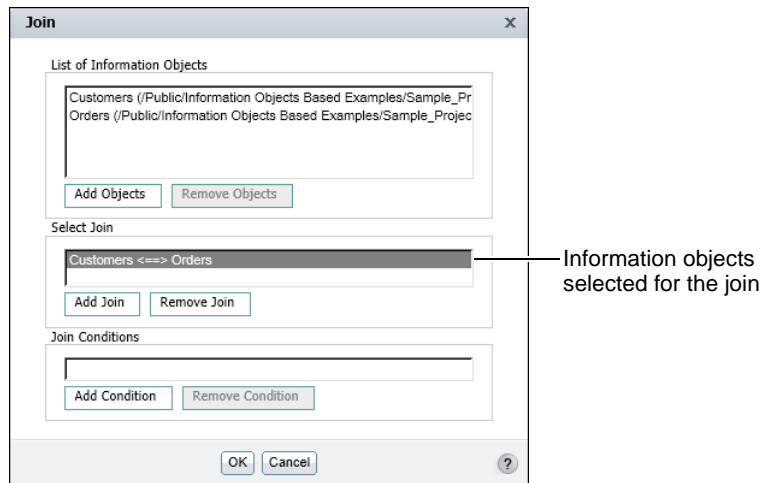 Join
x
List of Information Objects
Customers (/Public/Information Objects Based Examples/Sample_Pr
Orders (/Public/Information Objects Based Examples/Sample_Projec
Add Objects
Remove Objects
Select Join
Customers <==> Orders
Information objects
selected for the join
Add Join
Remove Join
Join Conditions
Add Condition
Remove Condition
OK
Cancel
?